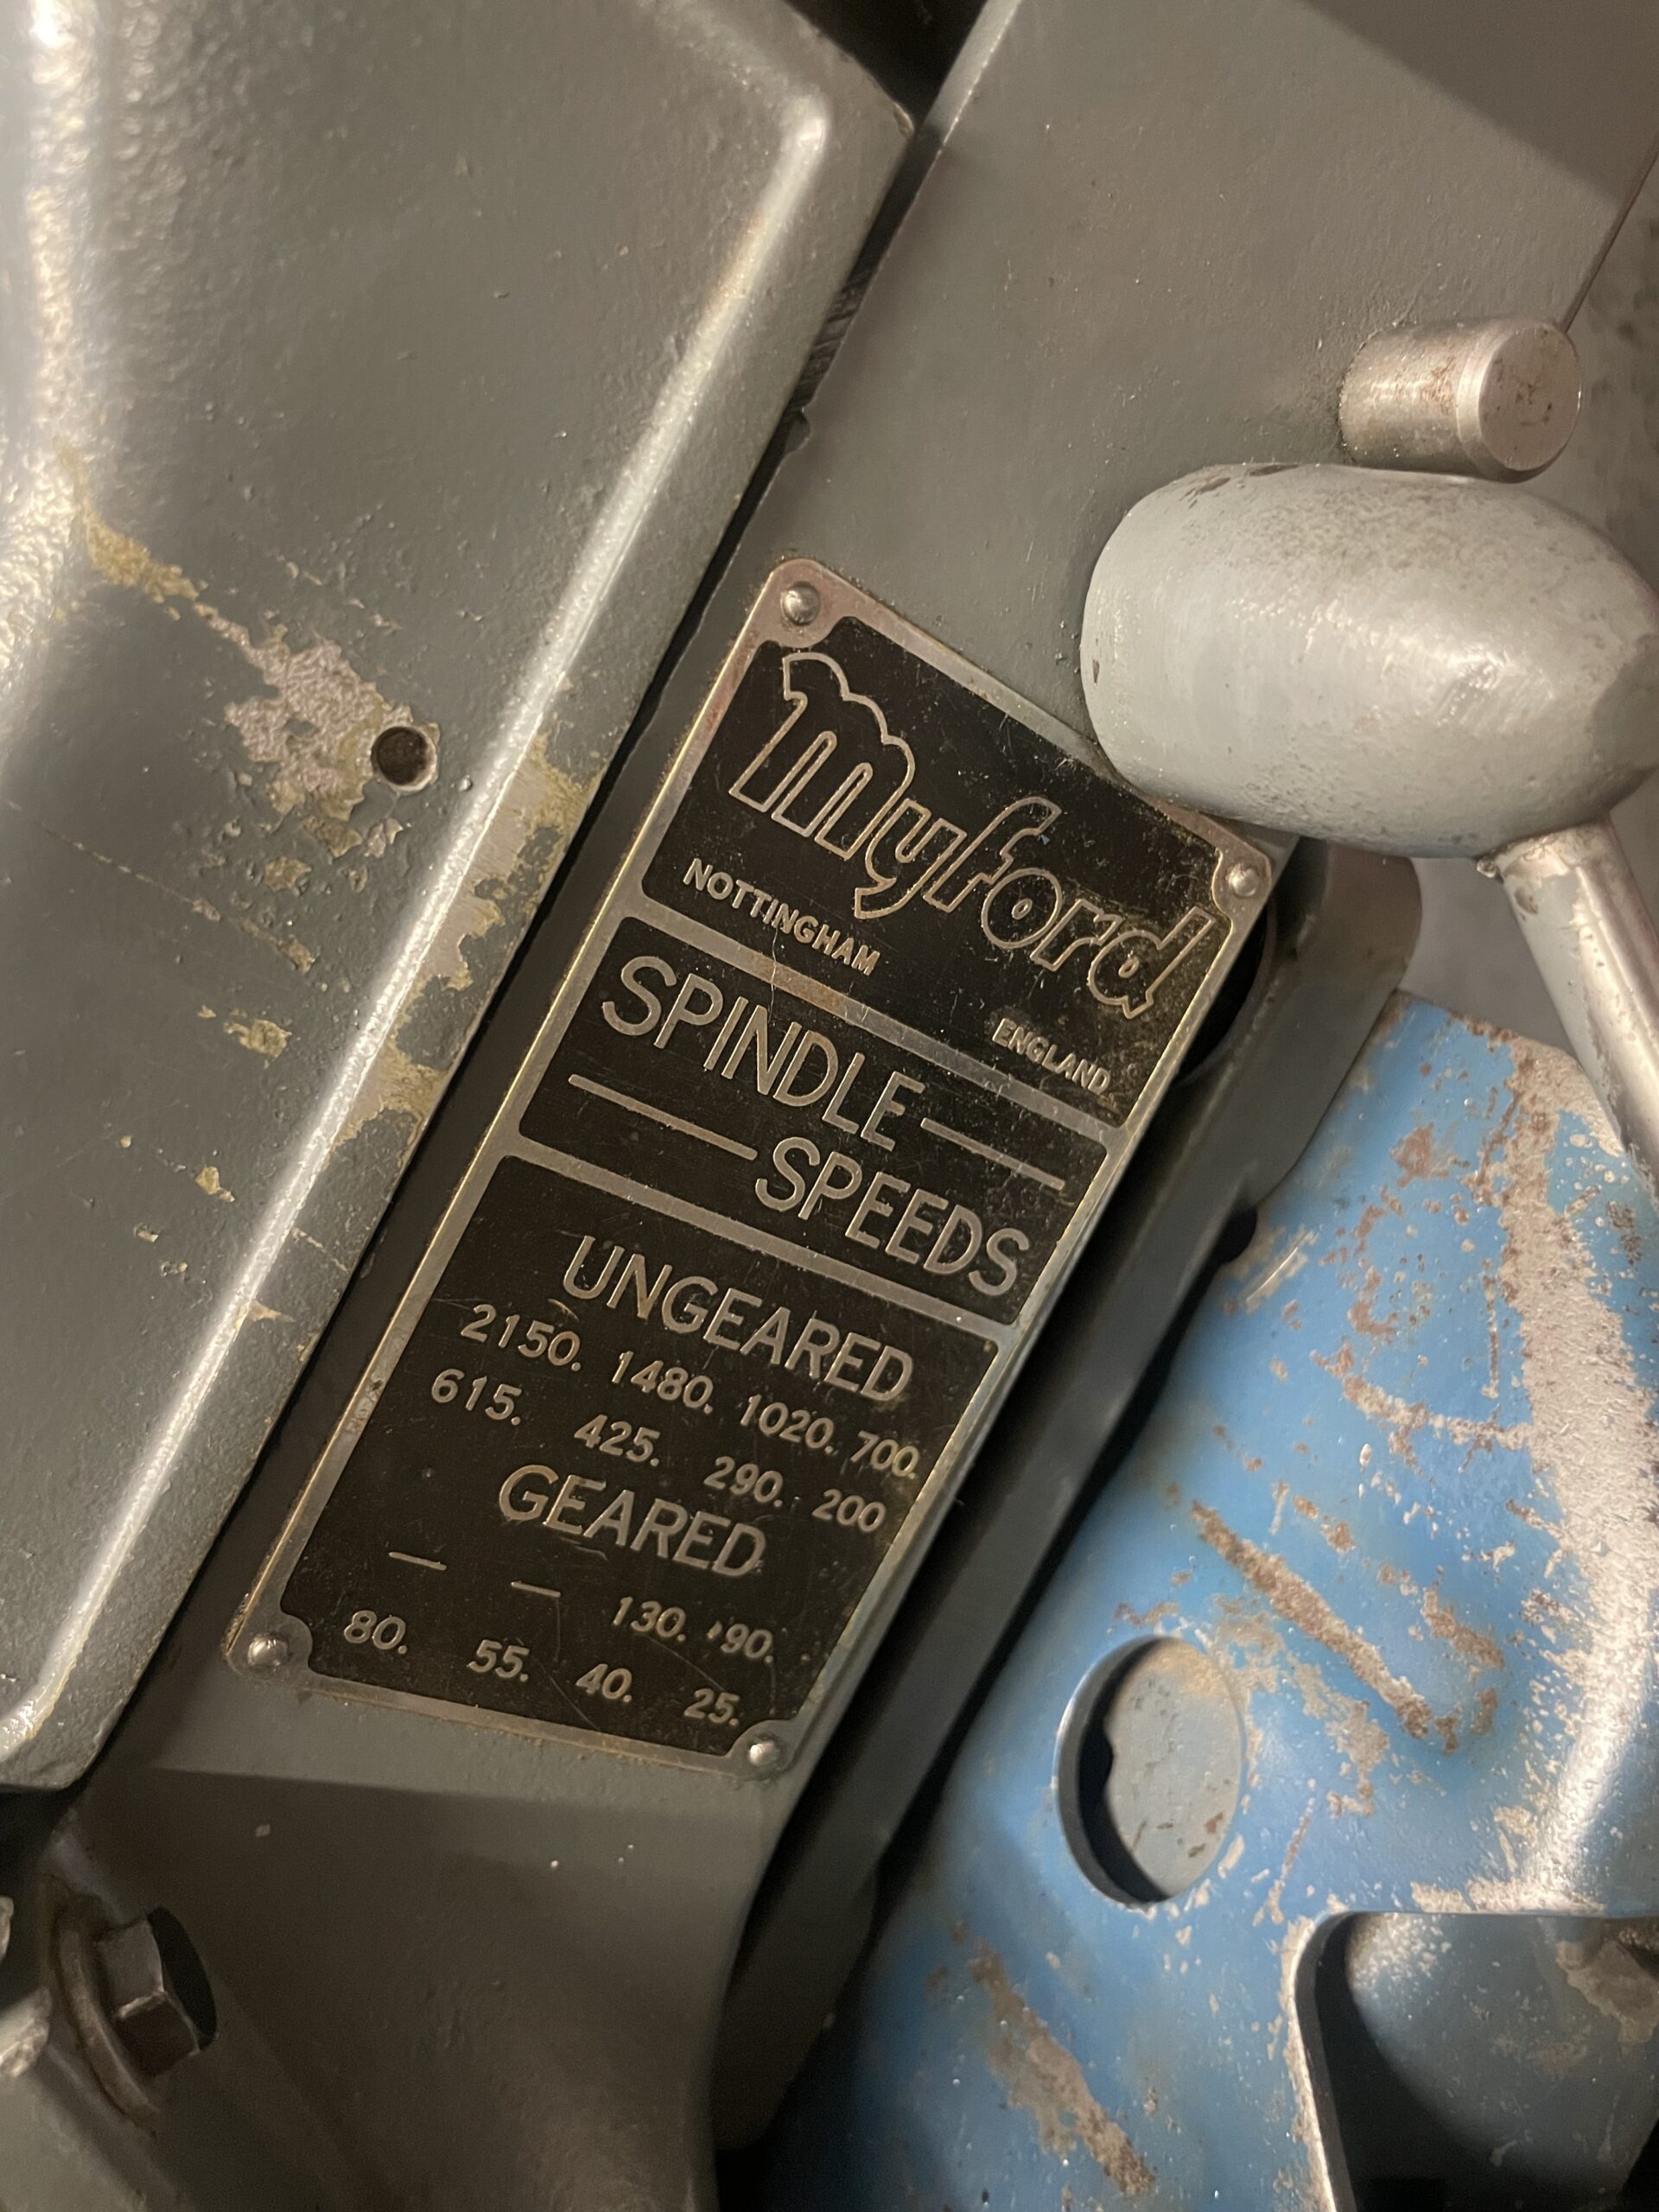 Myford
NOTTINGHAM
ENGLAND
SPINDLE
SPEEDS
UNGEARED
2150. 1480. 1020. 700.
615. 425. 290. 200
GEARED
— — 130. 90.
80. 55. 40. 25.